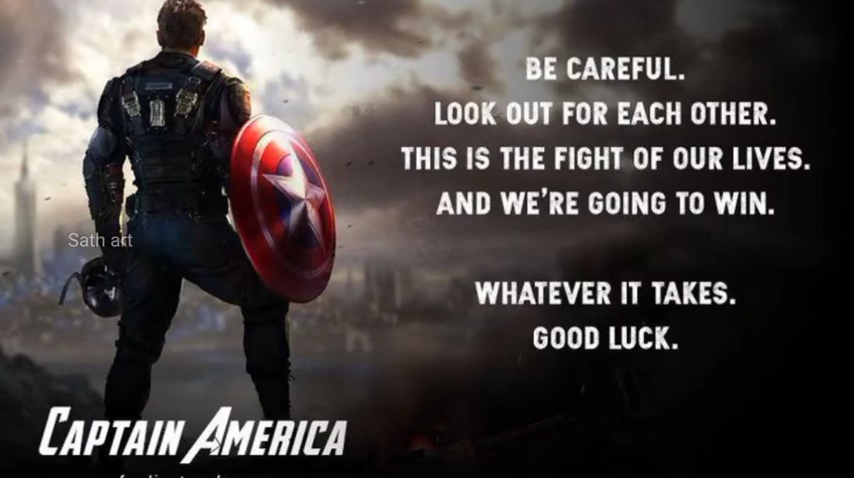 BE CAREFUL.
LOOK OUT FOR EACH OTHER.
THIS IS THE FIGHT OF OUR LIVES.
AND WE'RE GOING TO WIN.
WHATEVER IT TAKES.
GOOD LUCK.
Sath art
CAPTAIN AMERICA